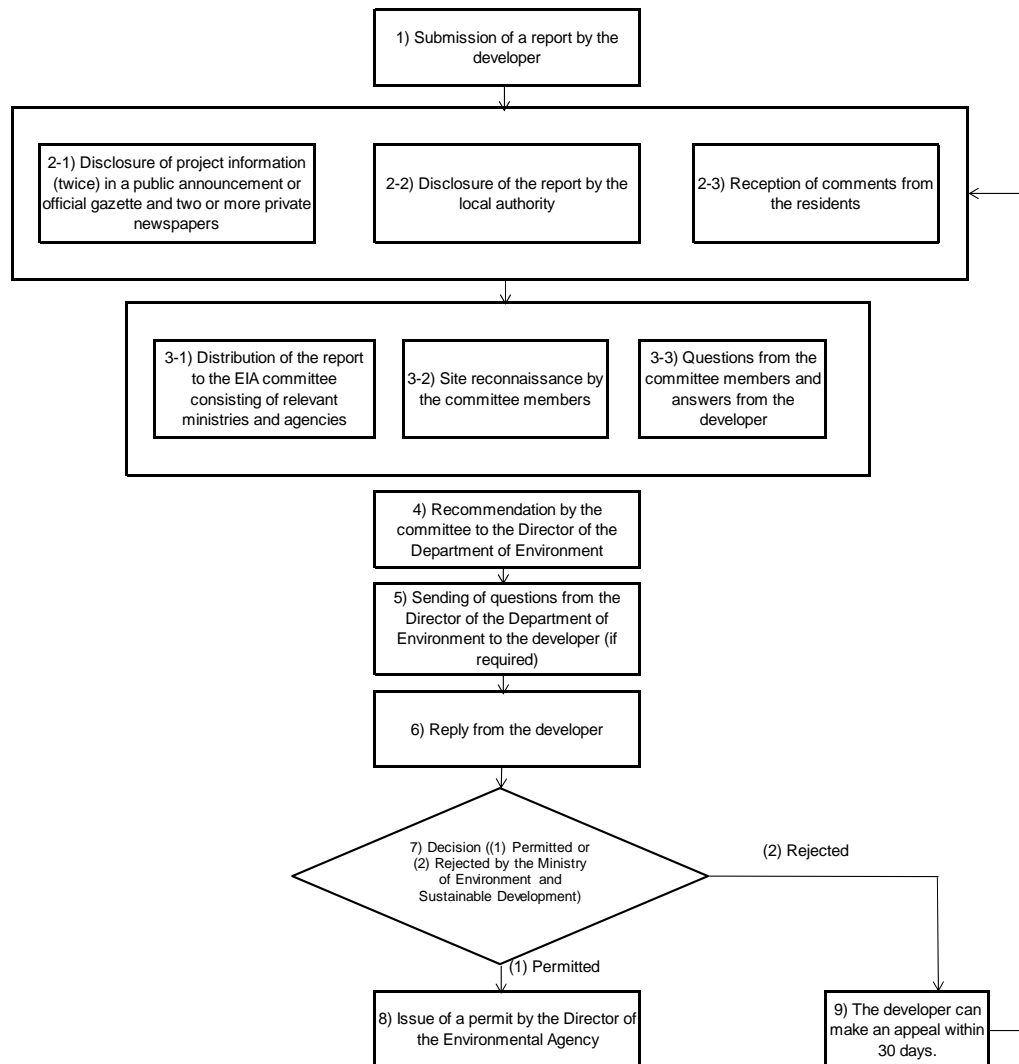 1) Submission of a report by the
developer
2-1) Disclosure of project information
(twice) in a public announcement or
official gazette and two or more private
newspapers
2-2) Disclosure of the report by the
local authority
2-3) Reception of comments from
the residents
3-1) Distribution of the report
to the EIA committee
consisting of relevant
ministries and agencies
3-2) Site reconnaissance by
the committee members
3-3) Questions from the
committee members and
answers from the
developer
4) Recommendation by the
committee to the Director of the
Department of Environment
5) Sending of questions from the
Director of the Department of
Environment to the developer (if
required)
6) Reply from the developer
7) Decision ((1) Permitted or
(2) Rejected by the Ministry
of Environment and
Sustainable Development)
(2) Rejected
(1) Permitted
8) Issue of a permit by the Director of
the Environmental Agency
9) The developer can
make an appeal within
30 days.